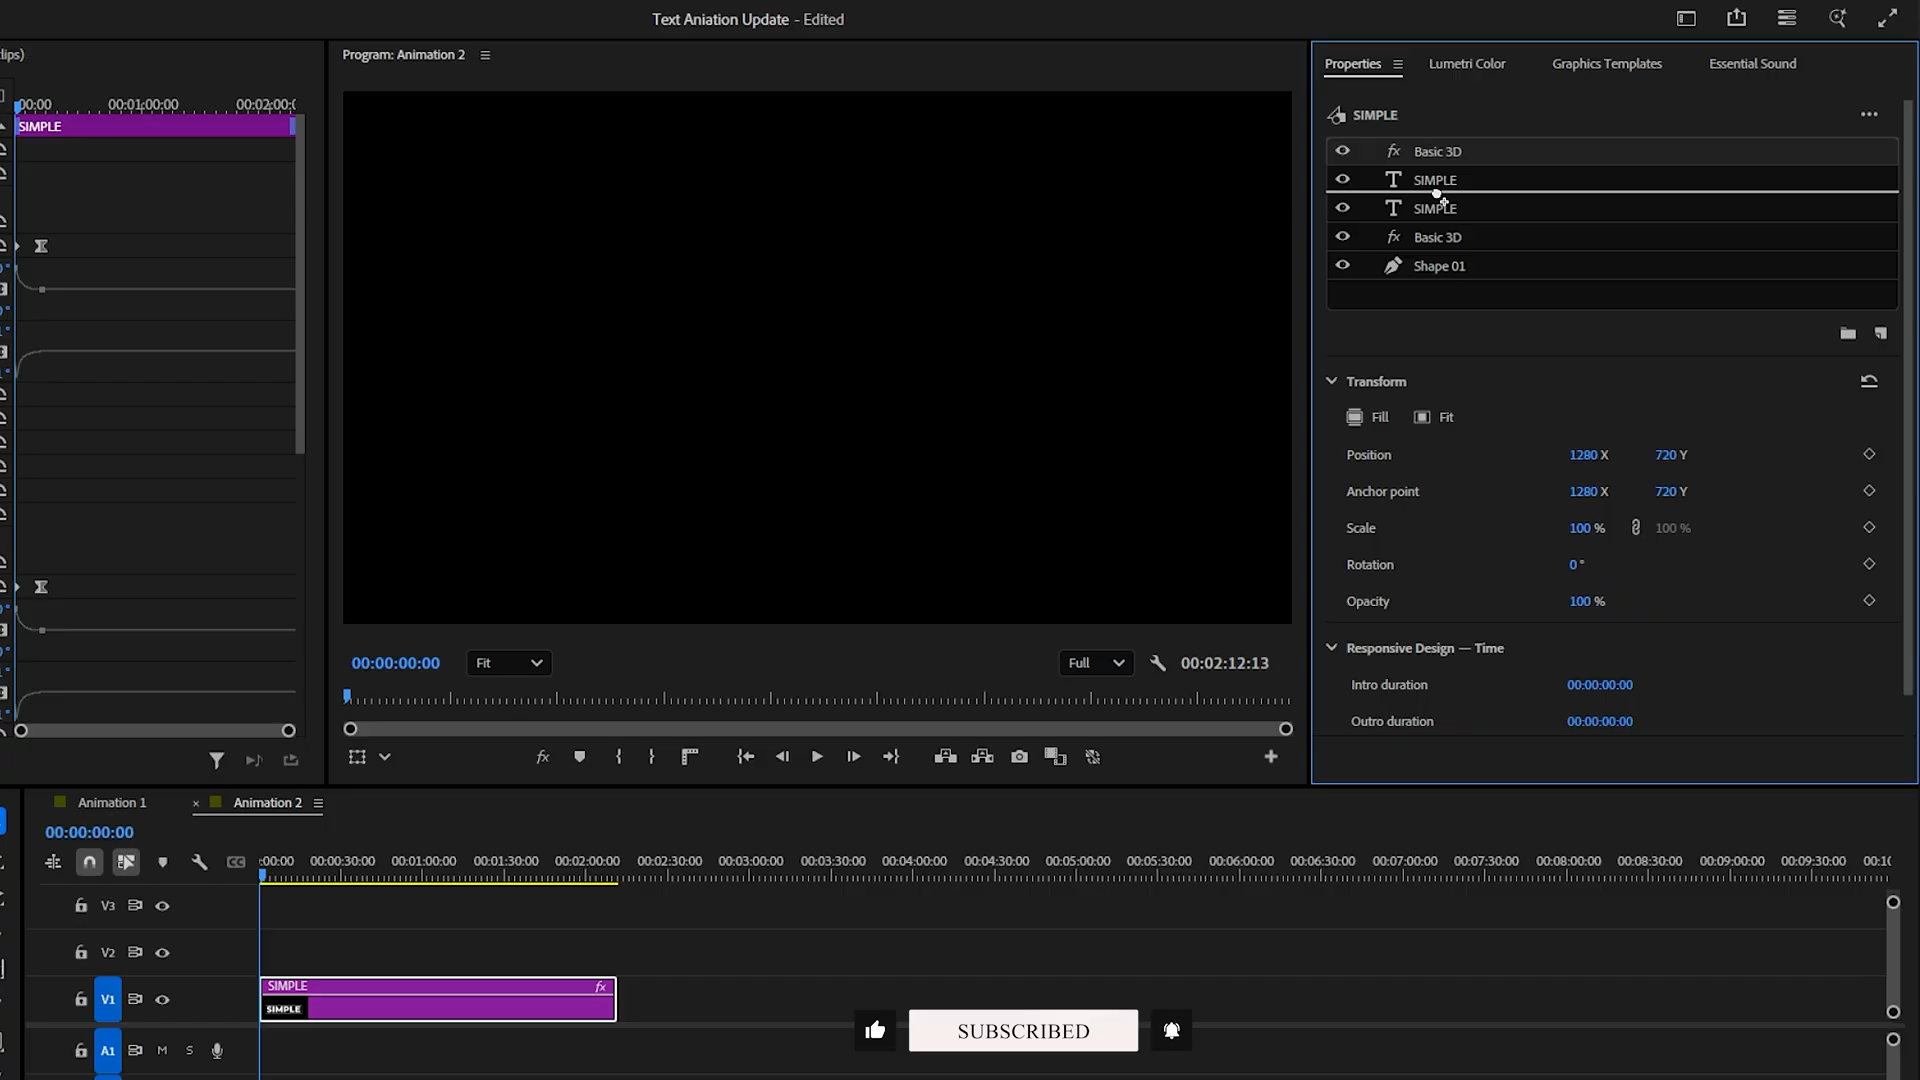 Text Aniation Update - Edited
lips)
Program: Animation 2
Properties
Lumetri Color
Graphics Templates
Essential Sound
00:00
00:01:00:00
00:02:00:0
SIMPLE
SIMPLE
fx Basic 3D
T SIMPLE
T SIMPLE
fx Basic 3D
Shape 01
Transform
Fill
Fit
Position 1280 X 720 Y
Anchor point 1280 X 720 Y
Scale 100 % 100 %
Rotation 0 °
Opacity 100 %
Responsive Design — Time
Intro duration 00:00:00:00
Outro duration 00:00:00:00
00:00:00:00
Fit
Full
00:02:12:13
fx
Animation 1
× Animation 2
00:00:00:00
CC
:00:00 00:00:30:00 00:01:00:00 00:01:30:00 00:02:00:00 00:02:30:00 00:03:00:00 00:03:30:00 00:04:00:00 00:04:30:00 00:05:00:00 00:05:30:00 00:06:00:00 00:06:30:00 00:07:00:00 00:07:30:00 00:08:00:00 00:08:30:00 00:09:00:00 00:09:30:00 00:10
V3
V2
V1
SIMPLE fx
SIMPLE
A1 M S
SUBSCRIBED